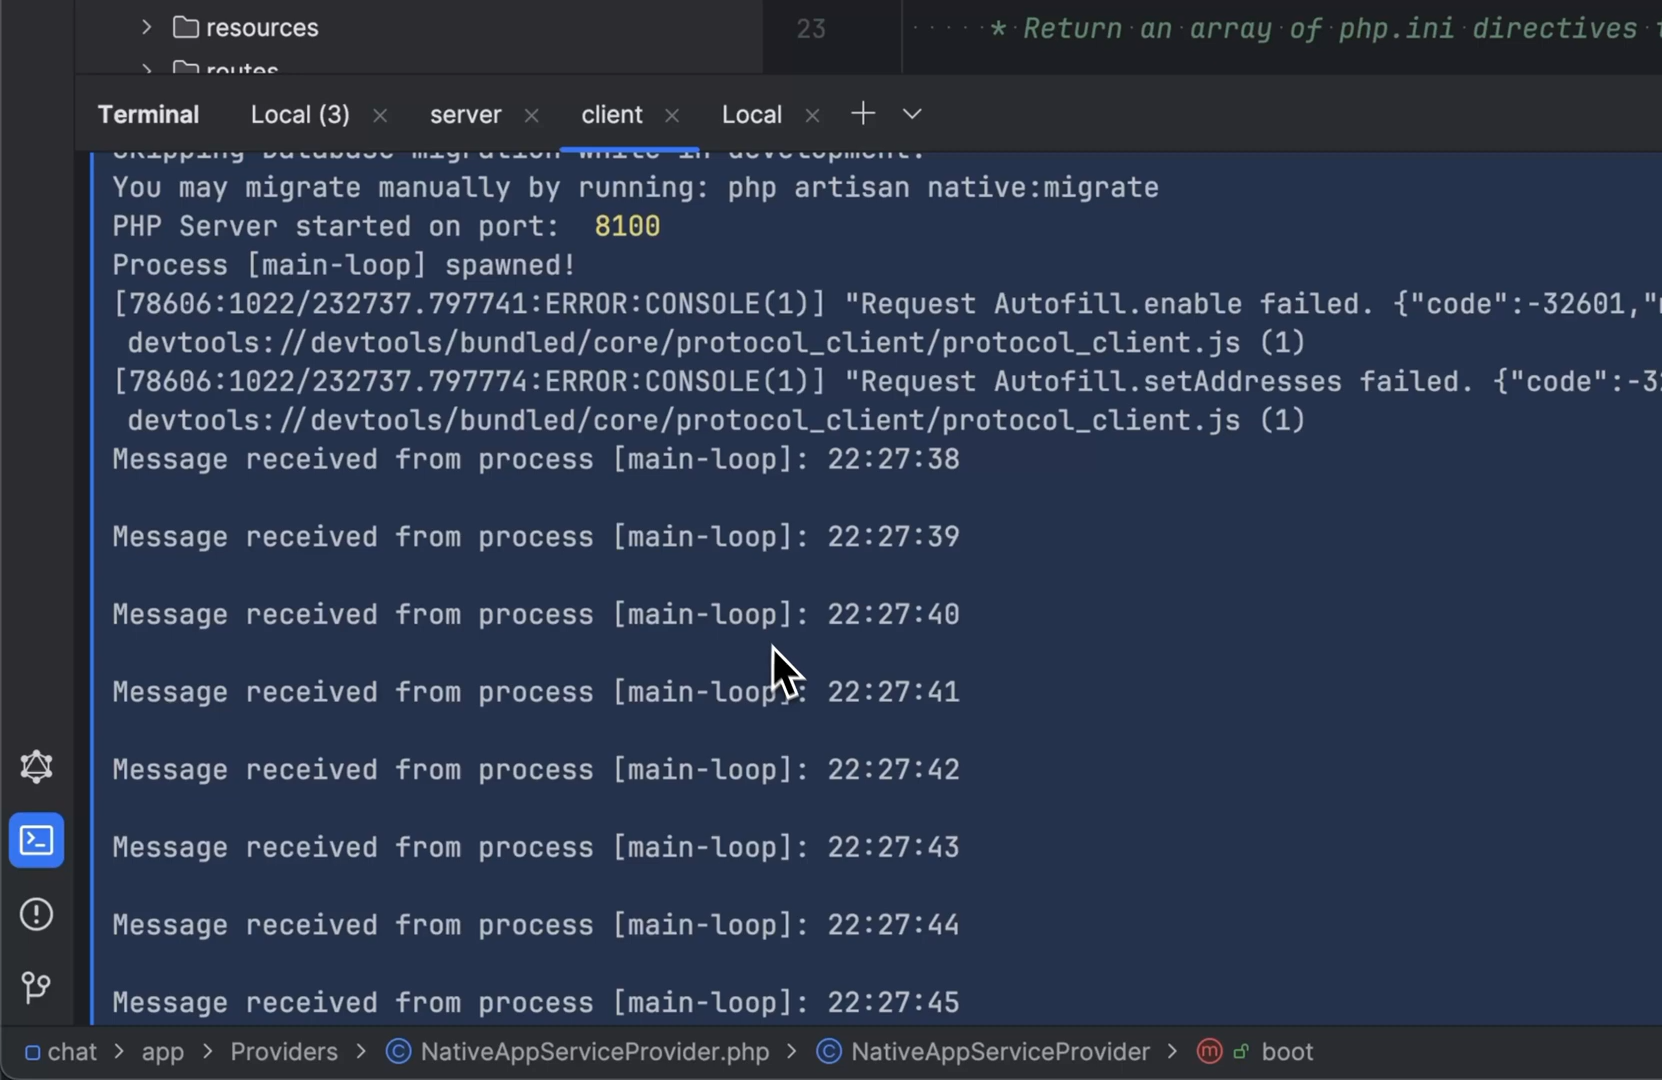 resources
23 * Return an array of php.ini directives
routes
Terminal Local (3) server client Local
Skipping Database migration while in development.
You may migrate manually by running: php artisan native:migrate
PHP Server started on port: 8100
Process [main-loop] spawned!
[78606:1022/232737.797741:ERROR:CONSOLE(1)] "Request Autofill.enable failed. {"code":-32601,"
devtools://devtools/bundled/core/protocol_client/protocol_client.js (1)
[78606:1022/232737.797774:ERROR:CONSOLE(1)] "Request Autofill.setAddresses failed. {"code":-3
devtools://devtools/bundled/core/protocol_client/protocol_client.js (1)
Message received from process [main-loop]: 22:27:38
Message received from process [main-loop]: 22:27:39
Message received from process [main-loop]: 22:27:40
Message received from process [main-loop]: 22:27:41
Message received from process [main-loop]: 22:27:42
Message received from process [main-loop]: 22:27:43
Message received from process [main-loop]: 22:27:44
Message received from process [main-loop]: 22:27:45
chat > app > Providers > NativeAppServiceProvider.php > NativeAppServiceProvider > boot